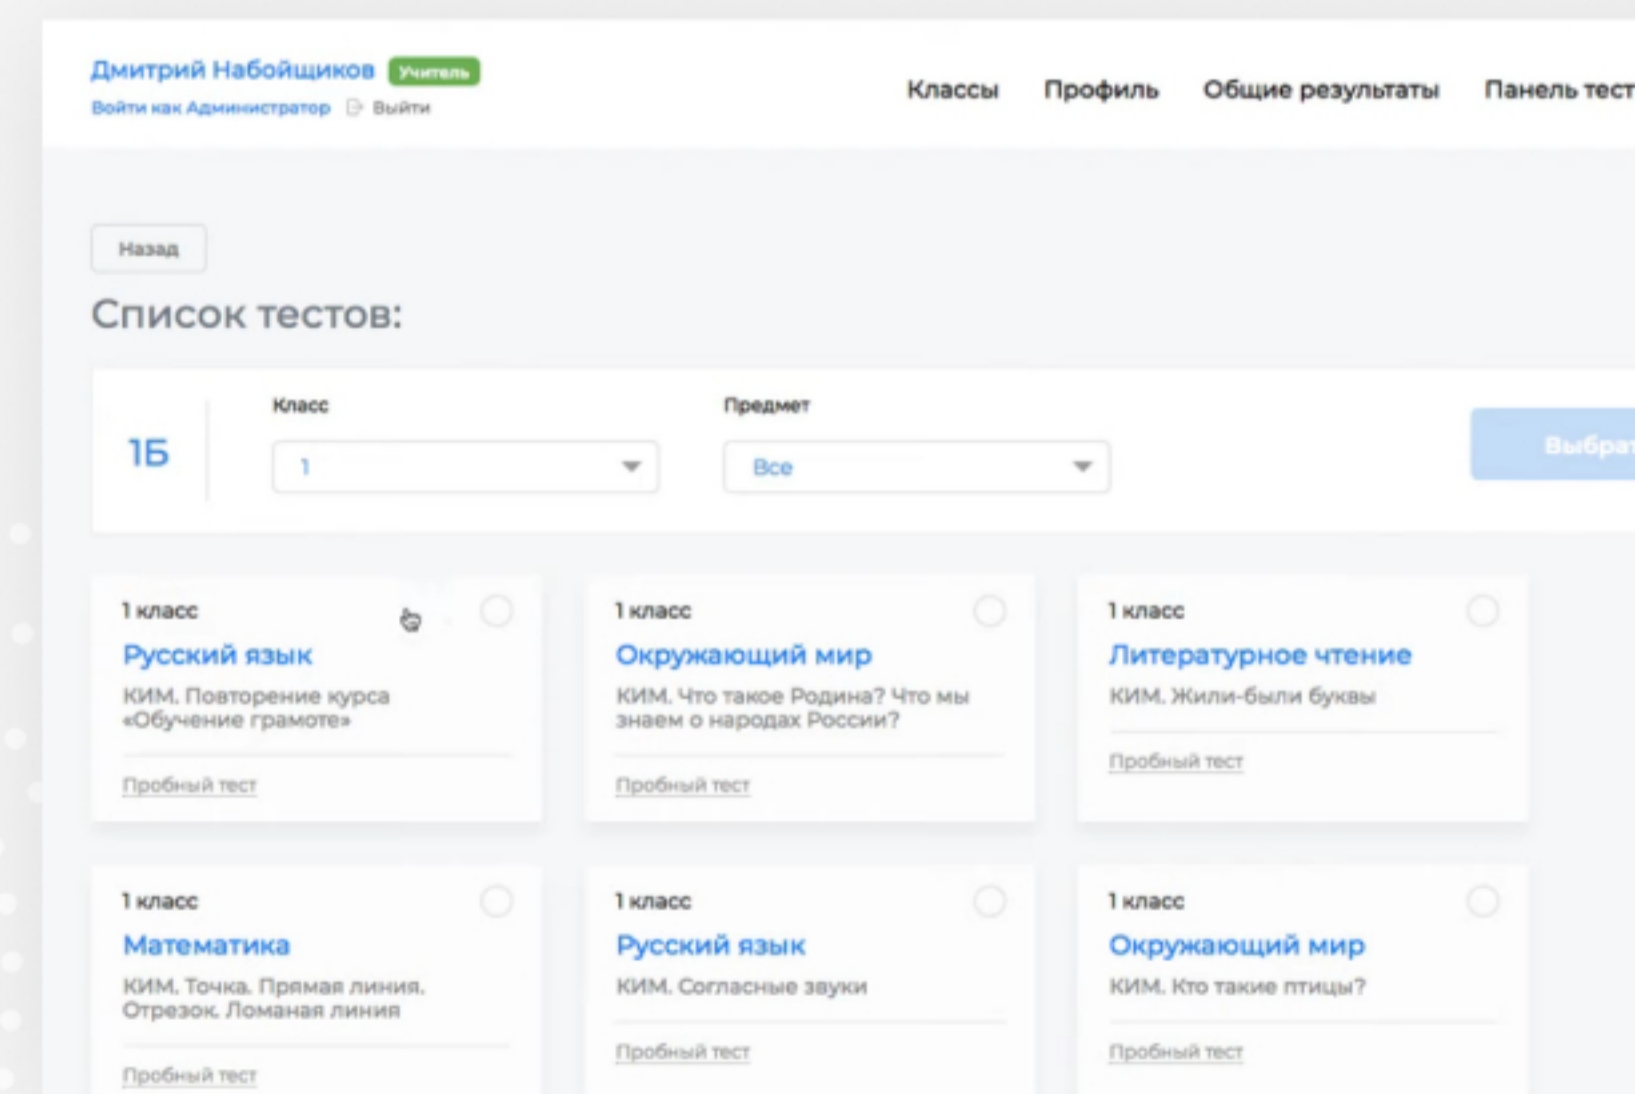 Дмитрий Набойщиков Учитель
Войти как Администратор Выйти
Классы Профиль Общие результаты Панель тест
Назад
Список тестов:
1Б
Класс
1
Предмет
Все
Выбрат
1 класс
Русский язык
КИМ. Повторение курса
«Обучение грамоте»
Пробный тест
1 класс
Окружающий мир
КИМ. Что такое Родина? Что мы
знаем о народах России?
Пробный тест
1 класс
Литературное чтение
КИМ. Жили-были буквы
Пробный тест
1 класс
Математика
КИМ. Точка. Прямая линия.
Отрезок. Ломаная линия
Пробный тест
1 класс
Русский язык
КИМ. Согласные звуки
Пробный тест
1 класс
Окружающий мир
КИМ. Кто такие птицы?
Пробный тест